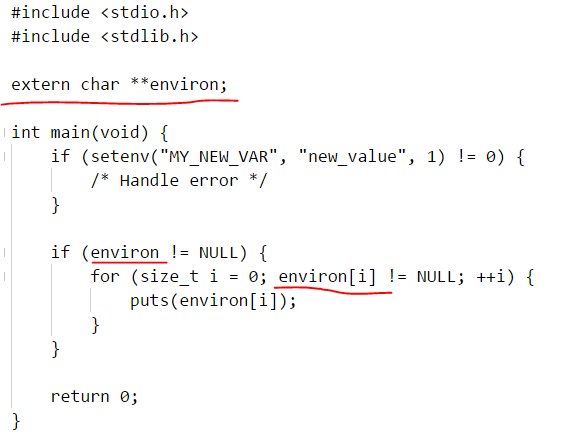 #include <stdio.h>
#include <stdlib.h>
extern char **environ;
int main(void) {
if (setenv("MY_NEW_VAR", "new_value", 1) != 0) {
/* Handle error */
}
if (environ != NULL) {
for (size_t i = 0; environ[i] != NULL; ++i) {
puts(environ[i]);
}
}
return 0;
}